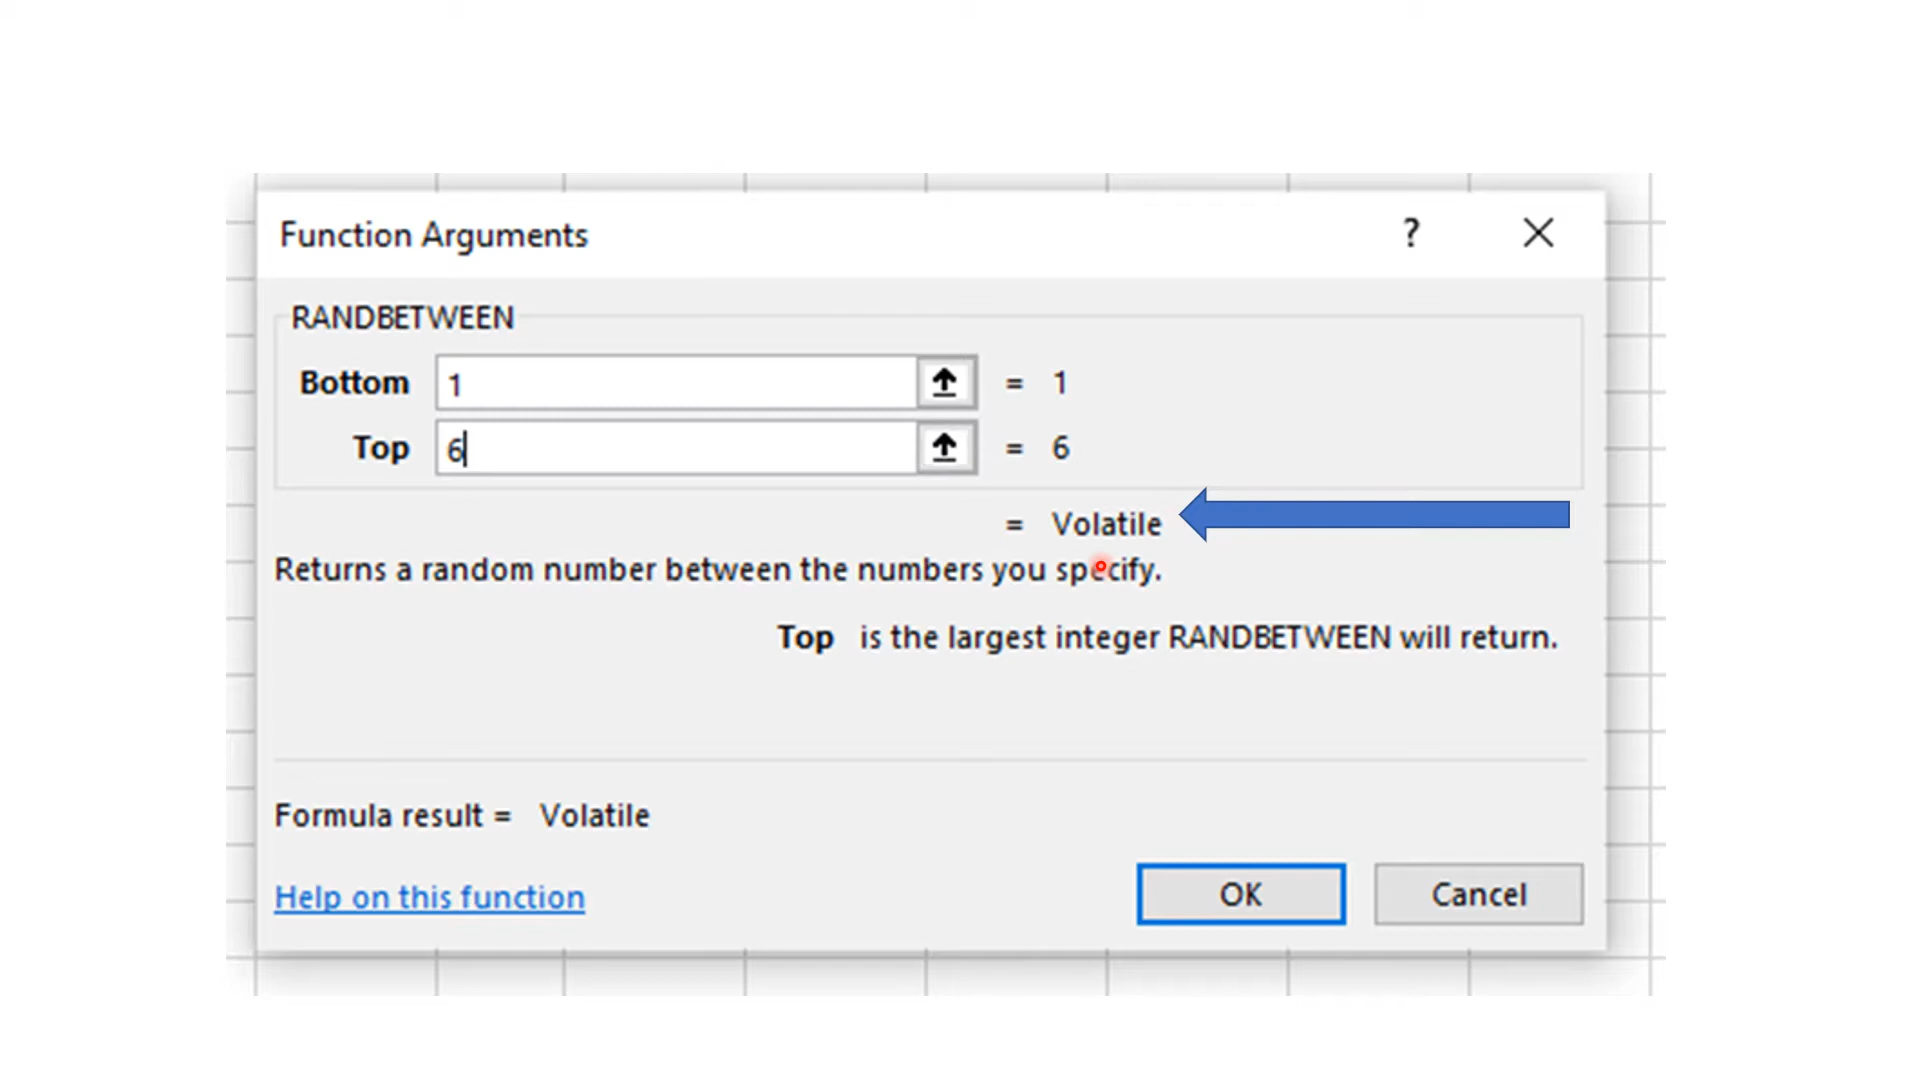 Function Arguments ?
RANDBETWEEN
Bottom 1 = 1
Top 6 = 6
= Volatile
Returns a random number between the numbers you specify.
Top is the largest integer RANDBETWEEN will return.
Formula result = Volatile
Help on this function OK Cancel